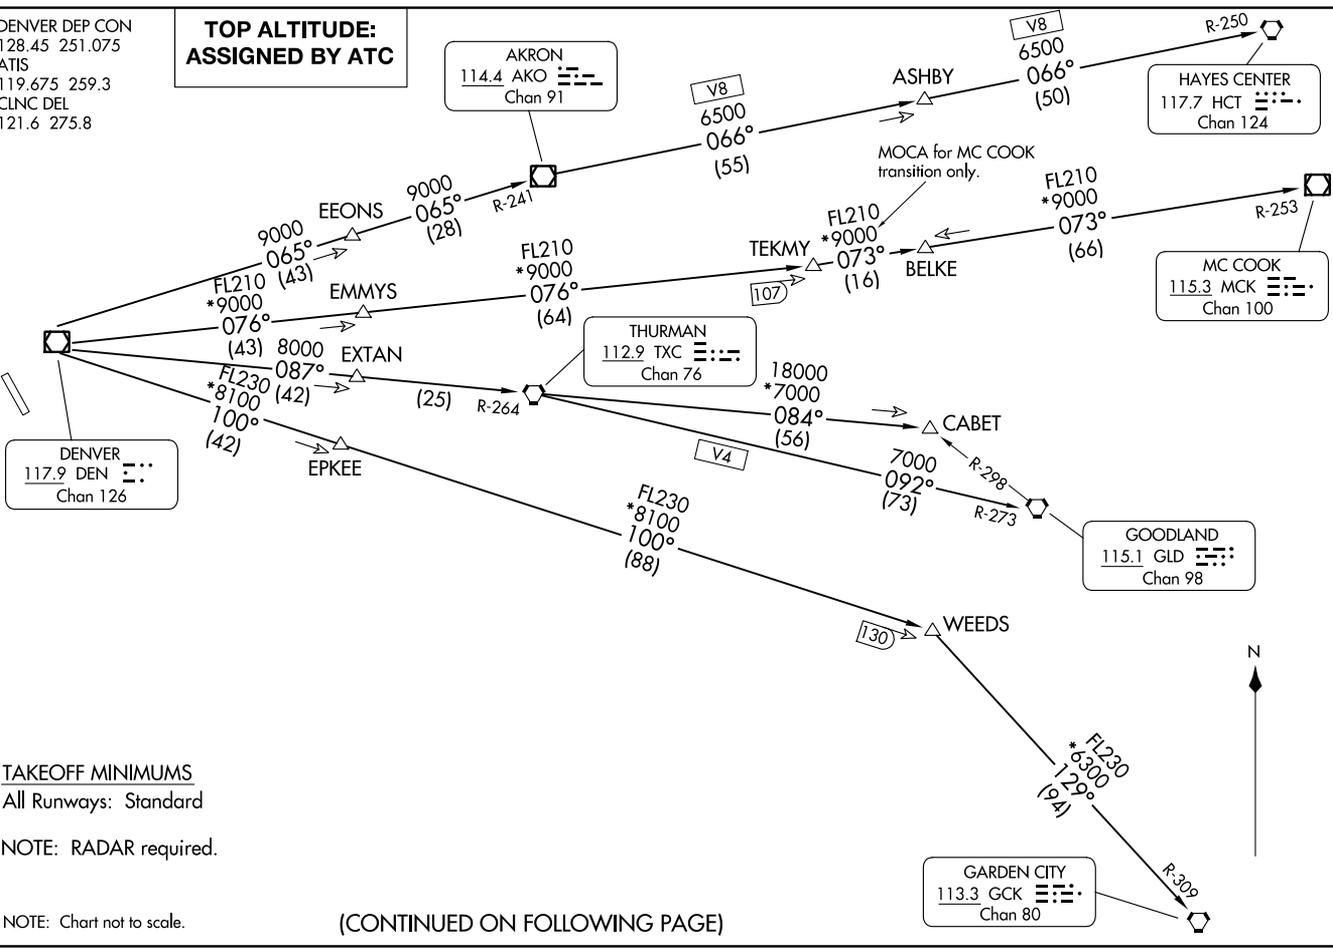 DENVER DEP CON
128.45 251.075
ATIS
119.675 259.3
CLNC DEL
121.6 275.8
TOP ALTITUDE:
ASSIGNED BY ATC
AKRON
114.4 AKO
Chan 91
V8
6500
066°
(55)
ASHBY
V8
6500
066°
(50)
R-250
HAYES CENTER
117.7 HCT
Chan 124
9000
065°
(43)
EEONS
9000
065°
(28)
R-241
MOCA for MC COOK
transition only.
FL210
*9000
076°
(43)
EMMYS
FL210
*9000
076°
(64)
107
TEKMY
FL210
*9000
073°
(16)
BELKE
FL210
*9000
073°
(66)
R-253
MC COOK
115.3 MCK
Chan 100
8000
087°
(42)
EXTAN
(25)
R-264
THURMAN
112.9 TXC
Chan 76
18000
*7000
084°
(56)
CABET
V4
7000
092°
(73)
R-298
R-273
GOODLAND
115.1 GLD
Chan 98
DENVER
117.9 DEN
Chan 126
FL230
*8100
100°
(42)
EPKEE
FL230
*8100
100°
(88)
130
WEEDS
N
FL230
*6300
129°
(94)
R-309
GARDEN CITY
113.3 GCK
Chan 80
TAKEOFF MINIMUMS
All Runways: Standard
NOTE: RADAR required.
NOTE: Chart not to scale.
(CONTINUED ON FOLLOWING PAGE)